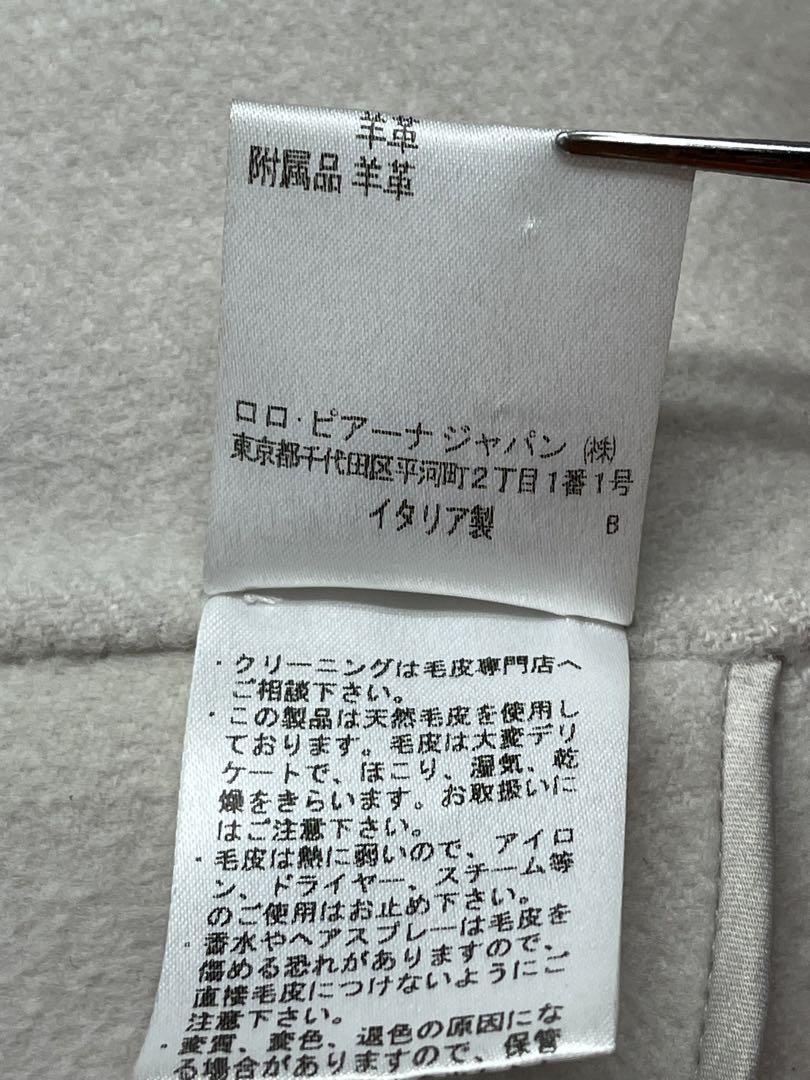 羊革
附属品 羊革
ロロ・ピアーナ ジャパン ㈱
東京都千代田区平河町2丁目1番1号
イタリア製 B
・クリーニングは毛皮専門店へ
ご相談下さい。
・この製品は天然毛皮を使用し
ております。毛皮は大変デリ
ケートで、ほこり、湿気、乾
燥をきらいます。お取扱いに
はご注意下さい。
・毛皮は熱に弱いので、アイロ
ン、ドライヤー、スチーム等
のご使用はお止め下さい。
・香水やヘアスプレーは毛皮を
傷める恐れがありますので、
直接毛皮につけないようにご
注意下さい。
・変質、変色、退色の原因にな
る場合がありますので、保管